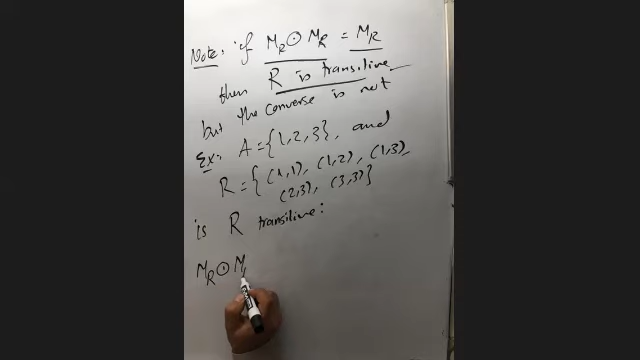 Note: if M_R ⊙ M_R = M_R
then R is transitive
but the converse is not
Ex: A = {1, 2, 3}, and
R = {(1,1), (1,2), (1,3),
(2,3), (3,3)}
is R transitive:
M_R ⊙ M